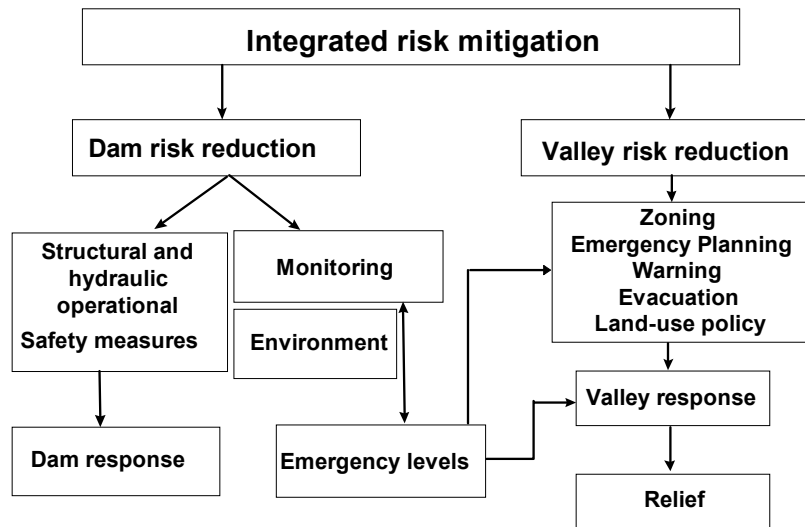 Integrated risk mitigation
Dam risk reduction
Valley risk reduction
Structural and
hydraulic
operational
Safety measures
Monitoring
Environment
Zoning
Emergency Planning
Warning
Evacuation
Land-use policy
Dam response
Emergency levels
Valley response
Relief